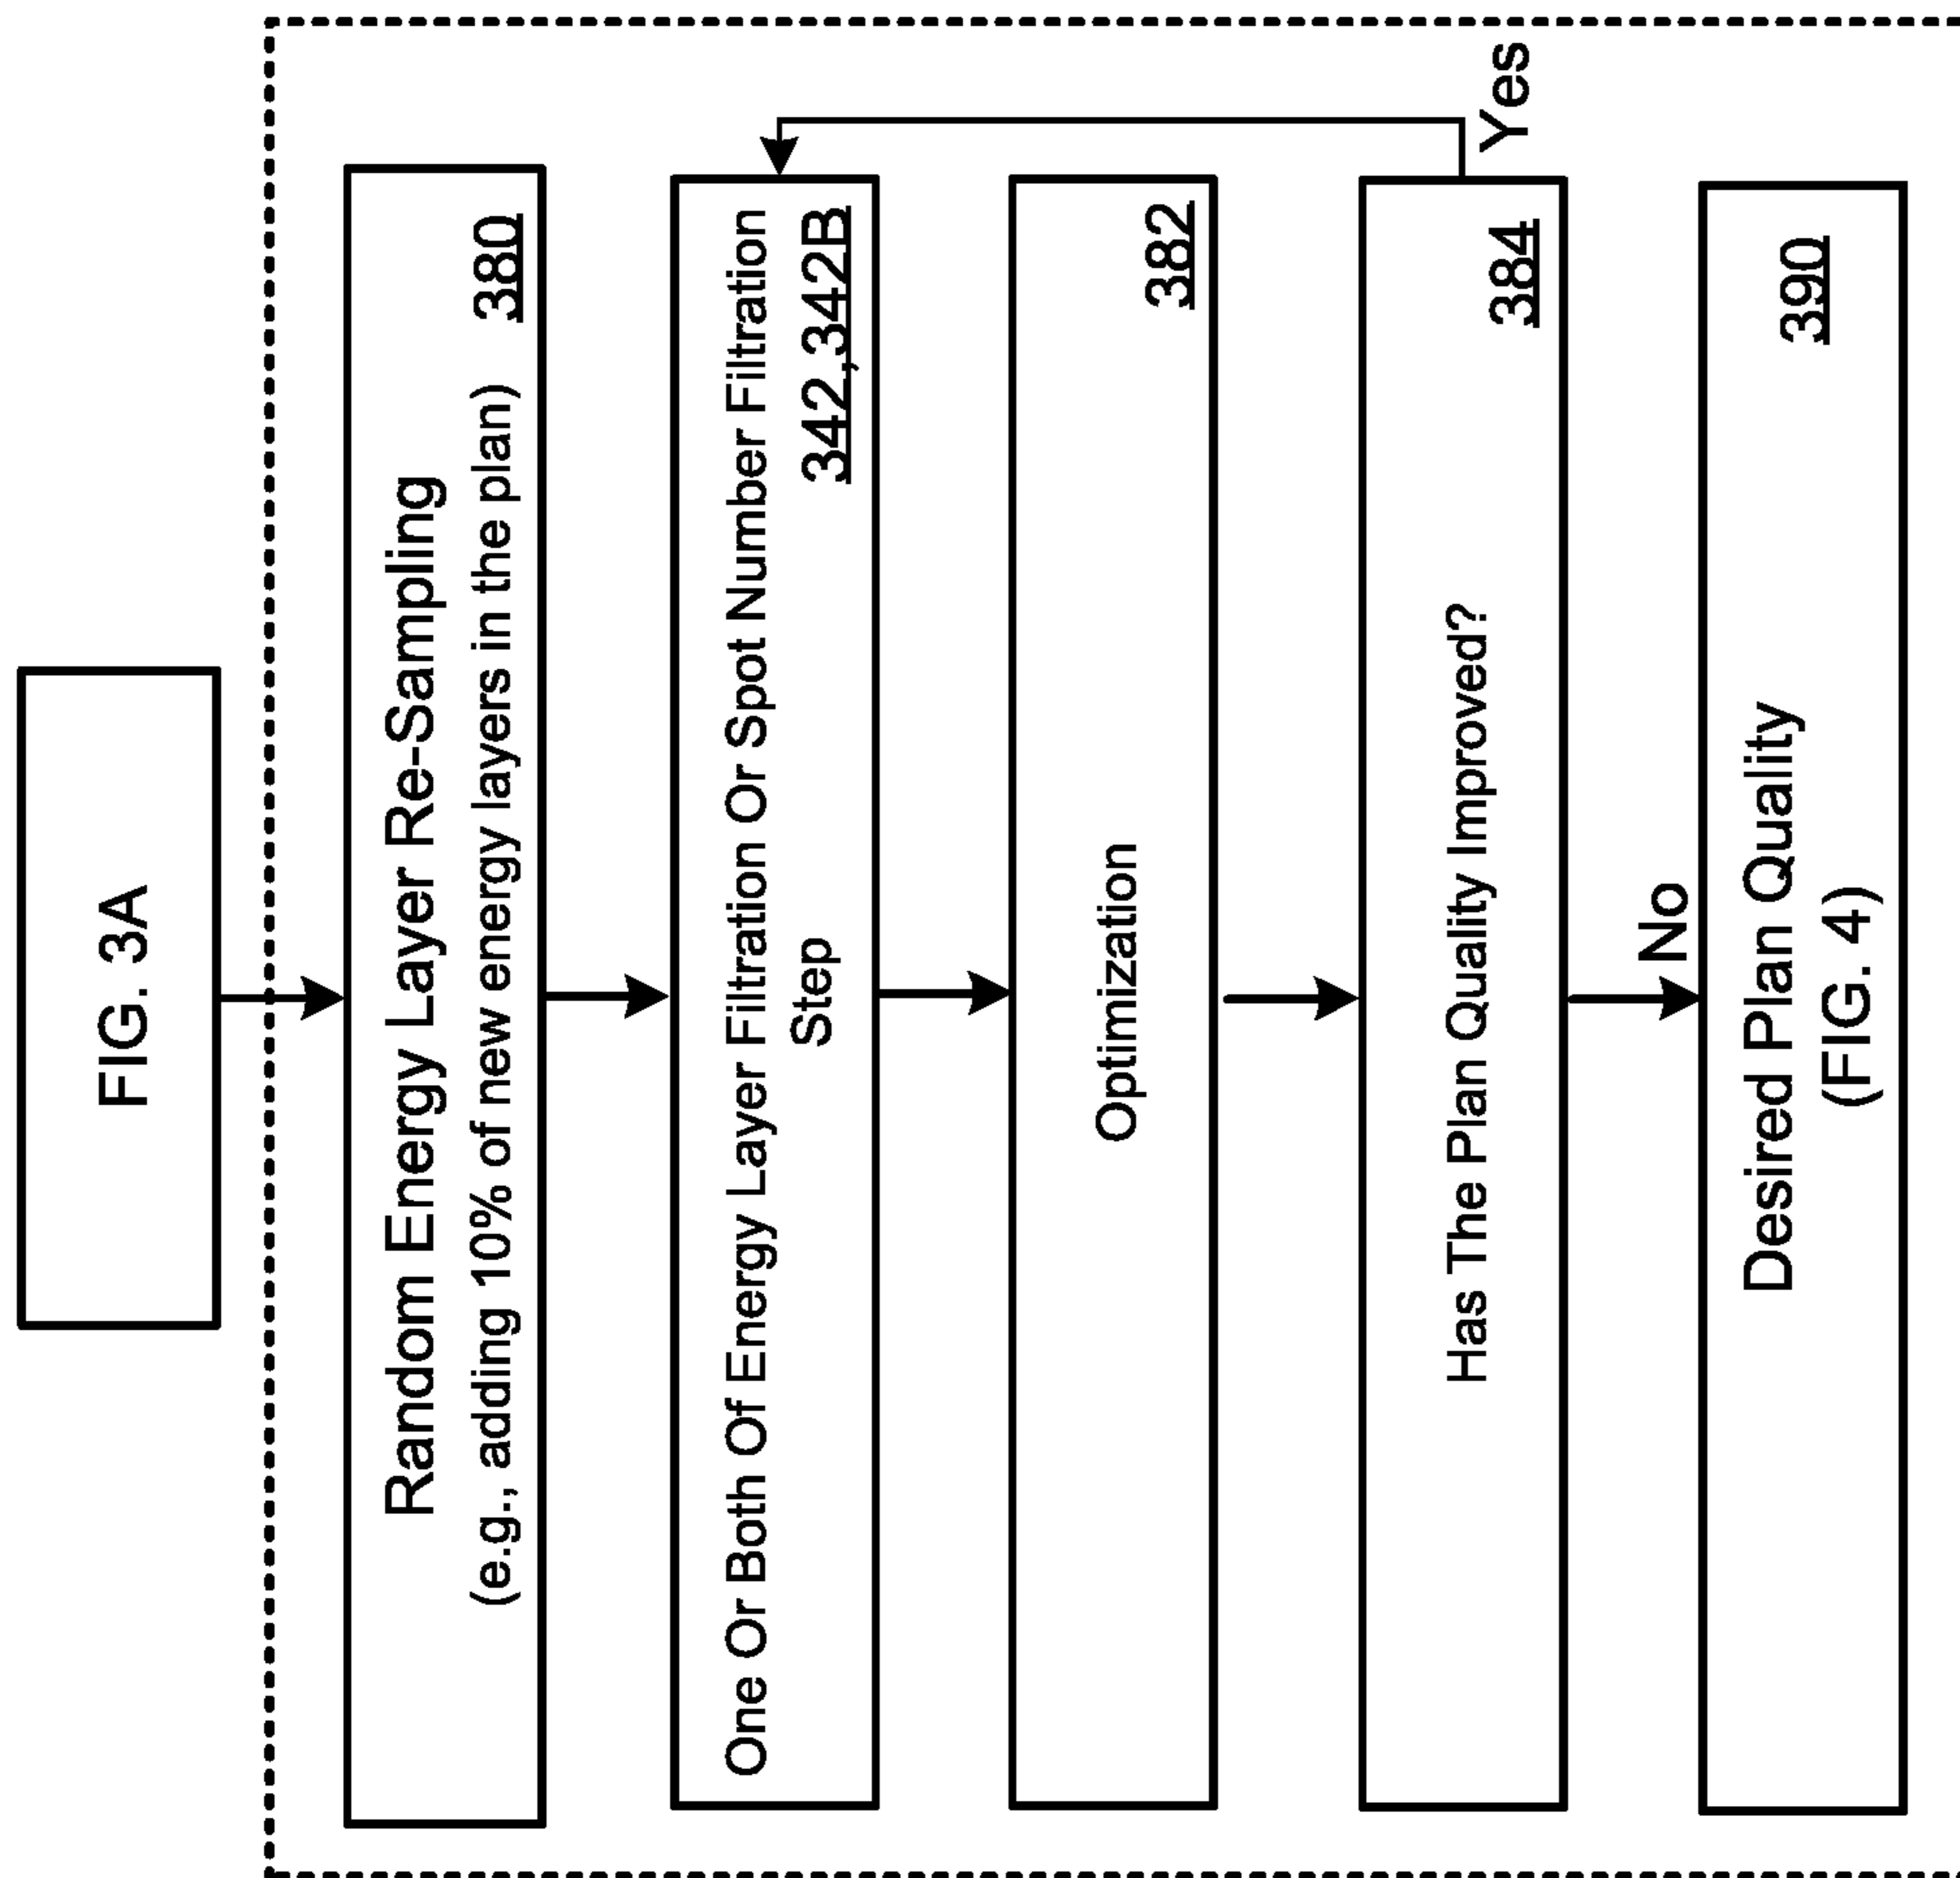 FIG. 3A
Random Energy Layer Re-Sampling
(e.g., adding 10% of new energy layers in the plan) 380
One Or Both Of Energy Layer Filtration Or Spot Number Filtration
Step 342,342B
Optimization
382
Has The Plan Quality Improved?
384
Yes
No
Desired Plan Quality
(FIG. 4)
390